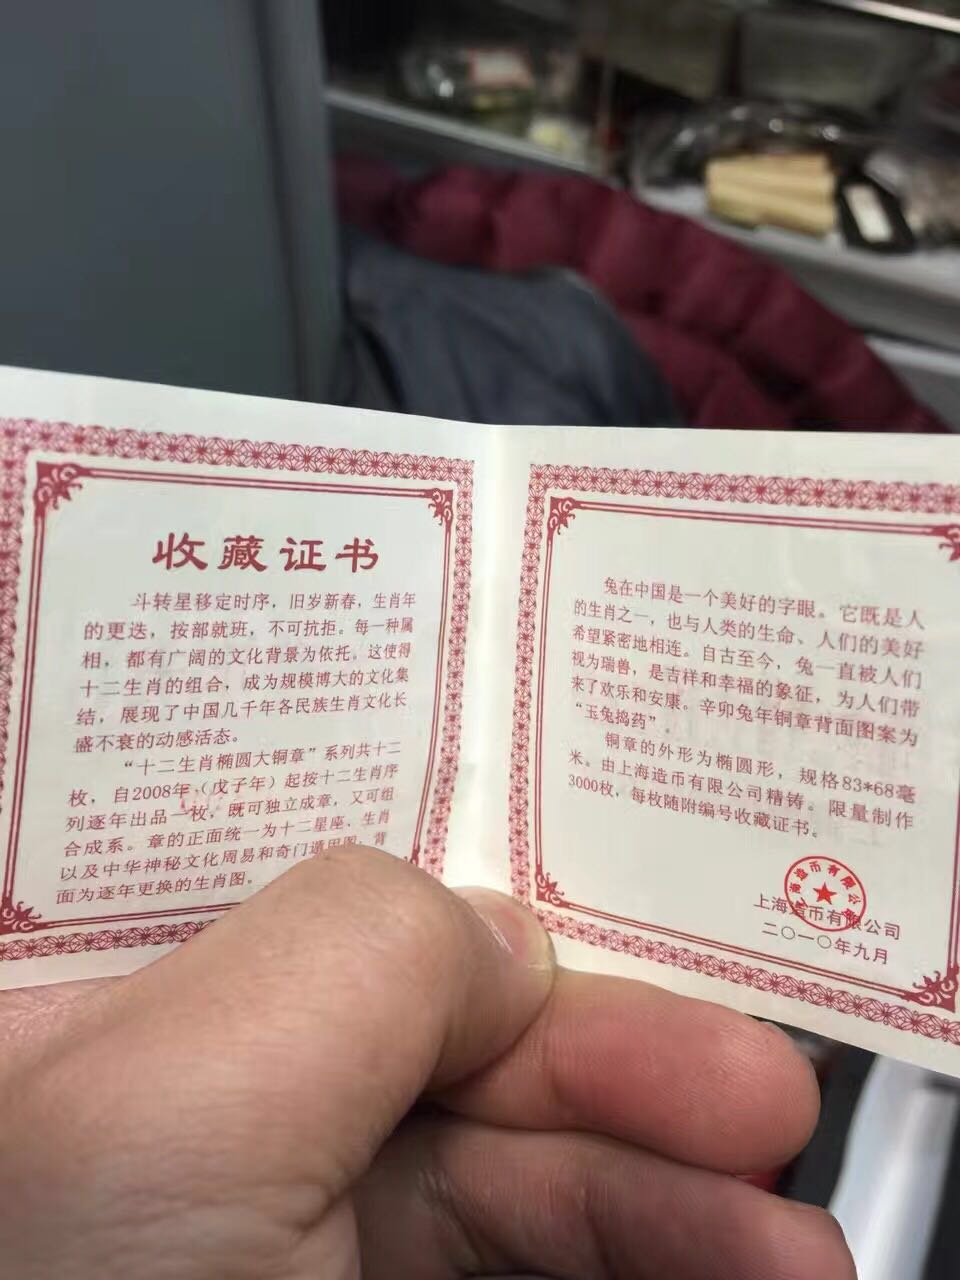 收藏证书
斗转星移定时序，旧岁新春，生肖年
的更迭，按部就班，不可抗拒。每一种属
相，都有广阔的文化背景为依托。这使得
十二生肖的组合，成为规模博大的文化集
结，展现了中国几千年各民族生肖文化长
盛不衰的动感活态。
“十二生肖椭圆大铜章”系列共十二
枚，自2008年（戊子年）起按十二生肖序
列逐年出品一枚，既可独立成章，又可组
合成系。章的正面统一为十二星座、生肖
以及中华神秘文化周易和奇门遁甲图；背
面为逐年更换的生肖图。
兔在中国是一个美好的字眼。它既是人
的生肖之一，也与人类的生命、人们的美好
希望紧密地相连。自古至今，兔一直被人们
视为瑞兽，是吉祥和幸福的象征，为人们带
来了欢乐和安康。辛卯兔年铜章背面图案为
“玉兔捣药”。
铜章的外形为椭圆形，规格83*68毫
米。由上海造币有限公司精铸。限量制作
3000枚，每枚随附编号收藏证书。
上海造币有限公司
上海造币有限公司
二〇一〇年九月